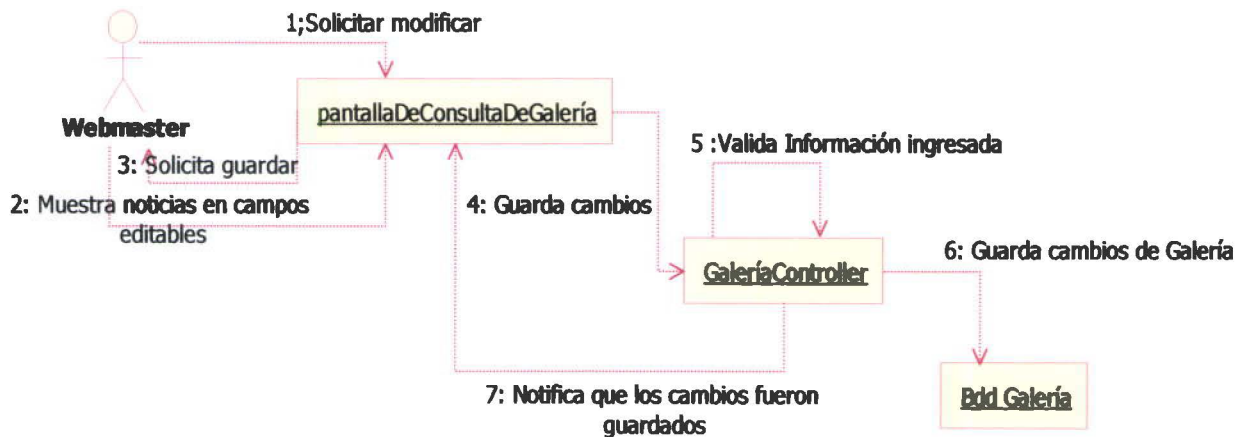 1;Solicitar modificar
pantallaDeConsultaDeGalería
Webmaster
3: Solicita guardar
2: Muestra noticias en campos
editables
4: Guarda cambios
5 :Valida Información ingresada
GaleríaController
6: Guarda cambios de Galería
7: Notifica que los cambios fueron
guardados
Bdd Galería